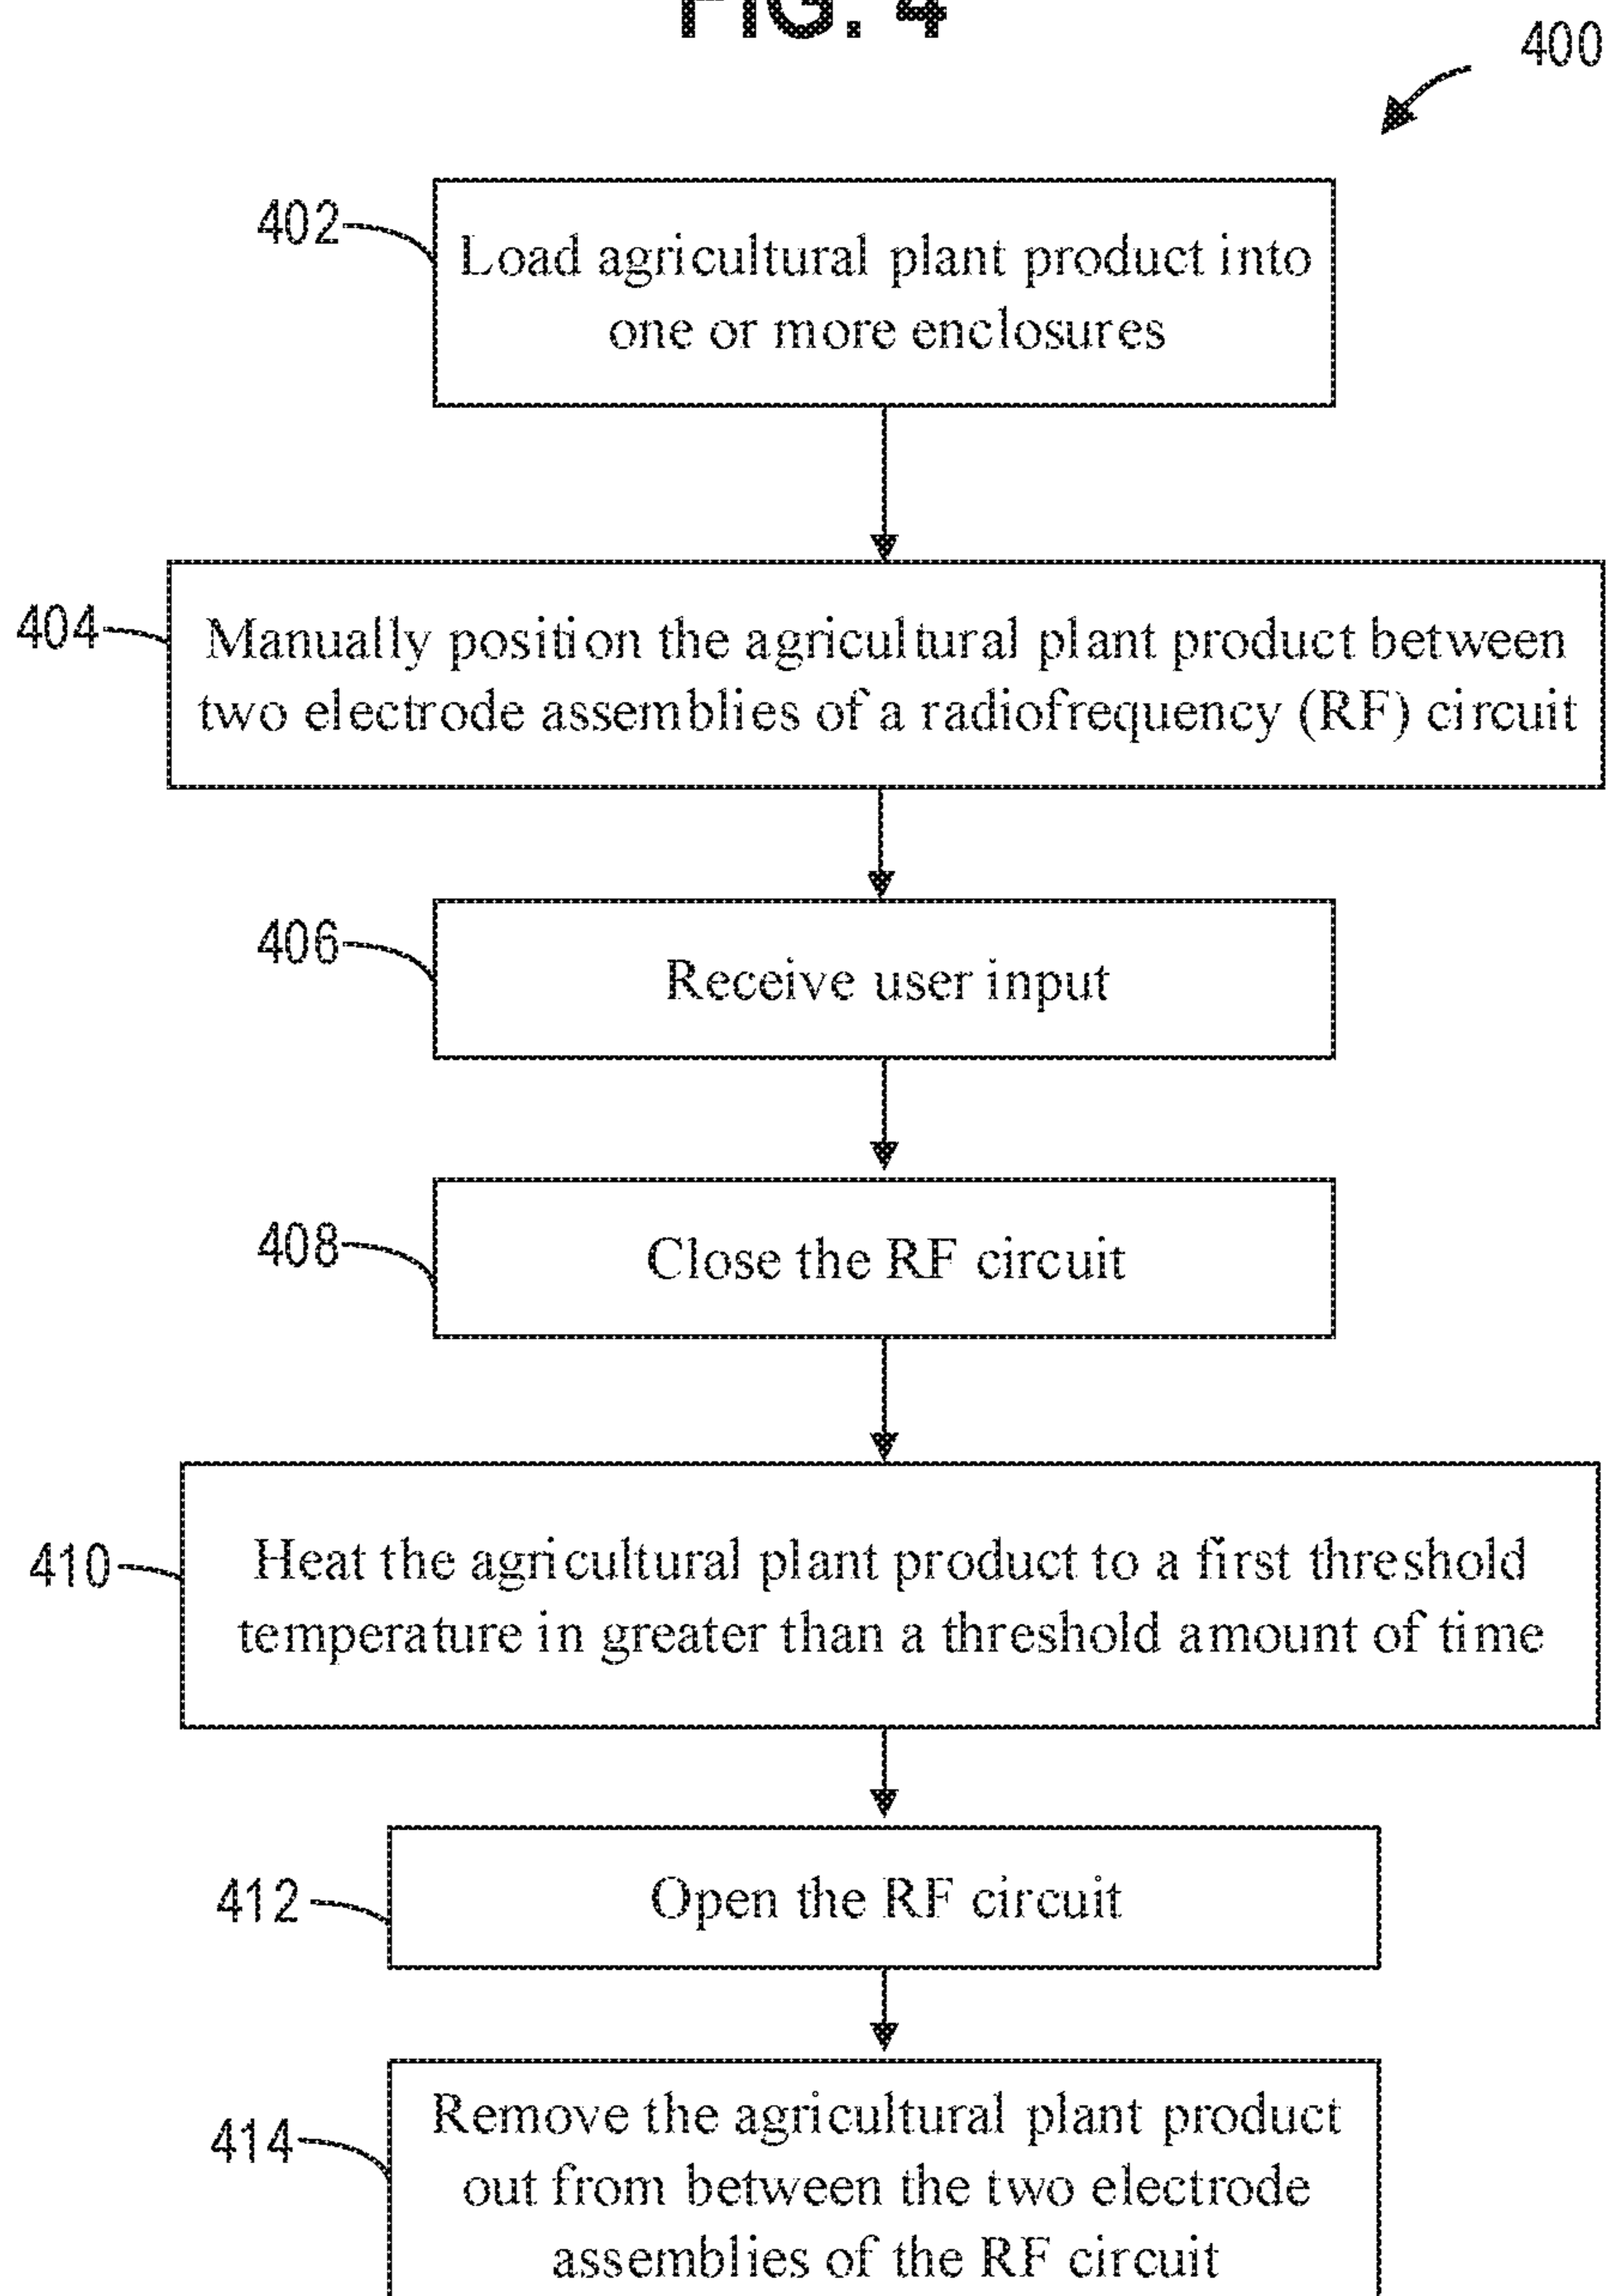 FIG. 4
400
402
Load agricultural plant product into
one or more enclosures
404
Manually position the agricultural plant product between
two electrode assemblies of a radiofrequency (RF) circuit
406
Receive user input
408
Close the RF circuit
410
Heat the agricultural plant product to a first threshold
temperature in greater than a threshold amount of time
412
Open the RF circuit
414
Remove the agricultural plant product
out from between the two electrode
assemblies of the RF circuit